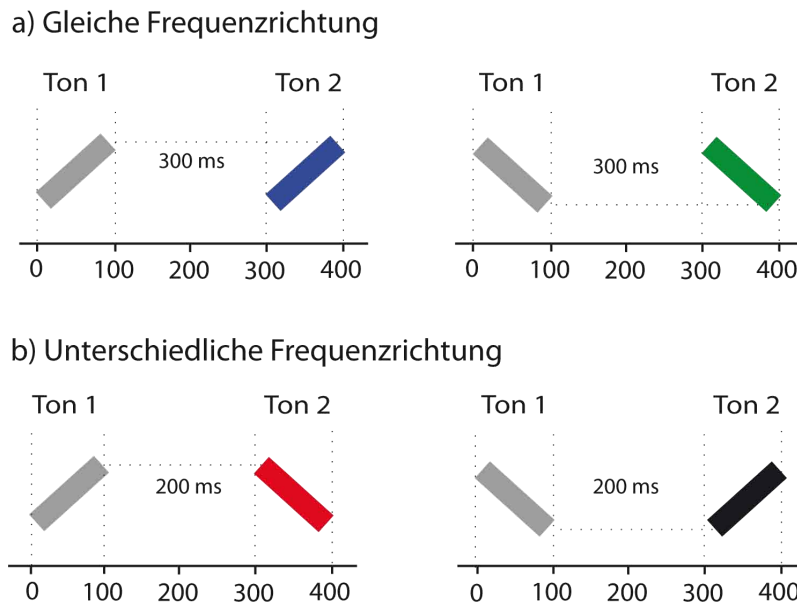 a) Gleiche Frequenzrichtung
Ton 1 Ton 2 Ton 1 Ton 2
300 ms 300 ms
0 100 200 300 400 0 100 200 300 400
b) Unterschiedliche Frequenzrichtung
Ton 1 Ton 2 Ton 1 Ton 2
200 ms 200 ms
0 100 200 300 400 0 100 200 300 400